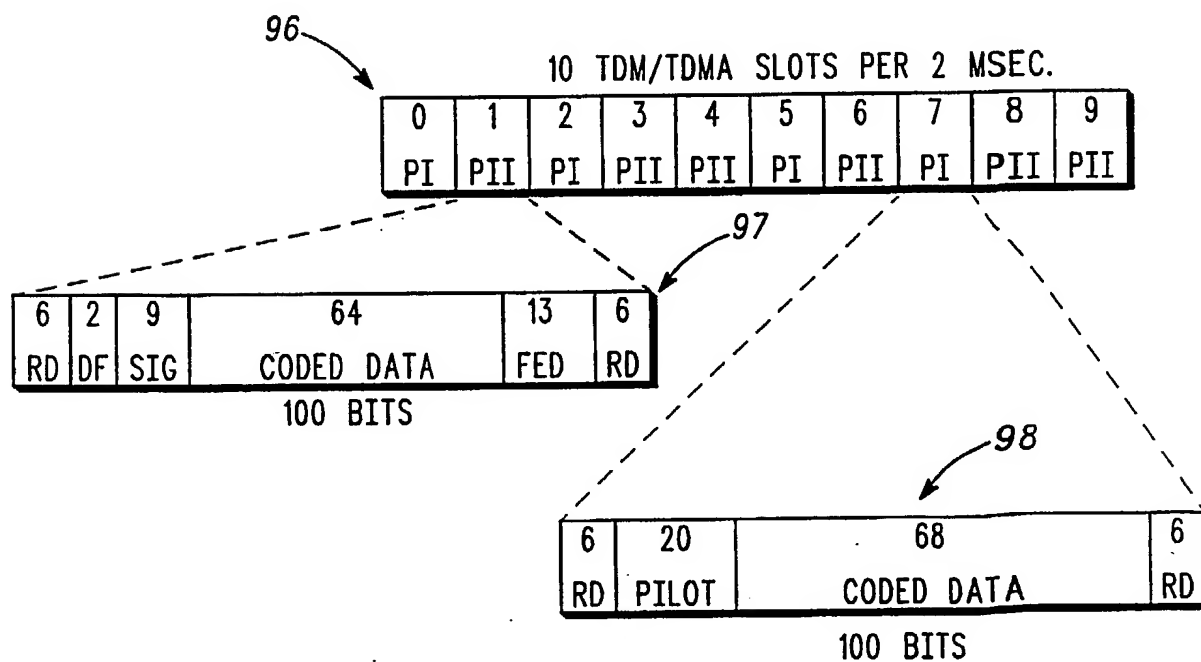 96
10 TDM/TDMA SLOTS PER 2 MSEC.
0 1 2 3 4 5 6 7 8 9
PI PII PI PII PII PI PII PI PII PII
97
6 2 9 64 13 6
RD DF SIG CODED DATA FED RD
100 BITS
98
6 20 68 6
RD PILOT CODED DATA RD
100 BITS